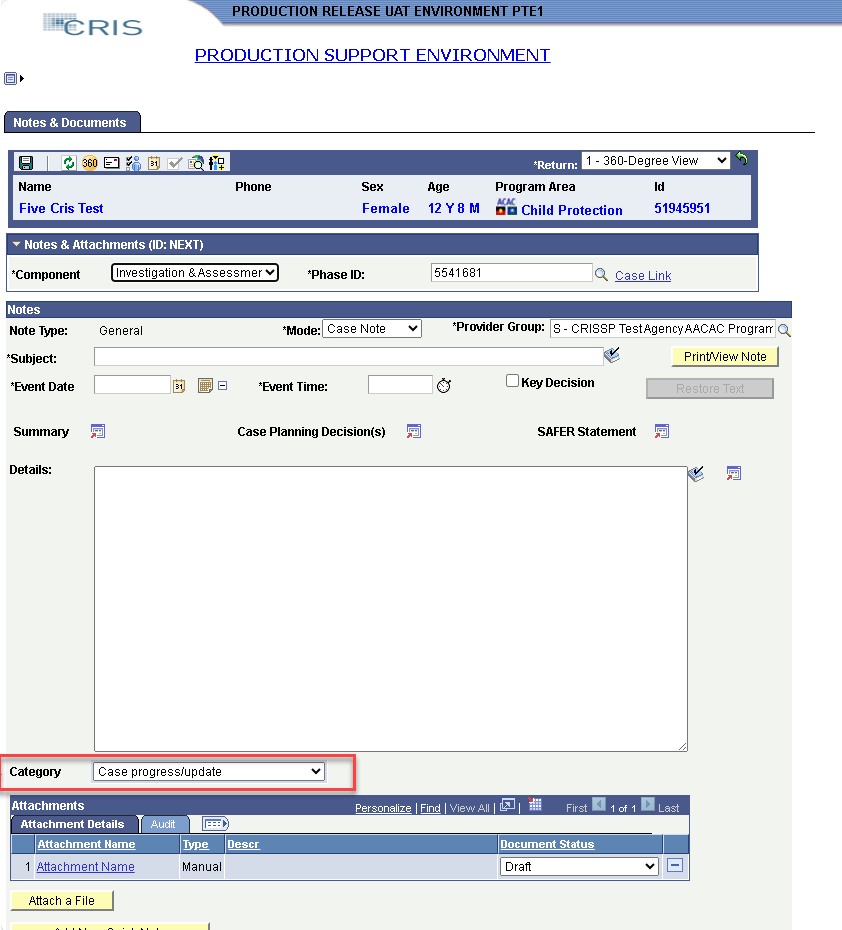 PRODUCTION RELEASE UAT ENVIRONMENT PTE1
CRIS
PRODUCTION SUPPORT ENVIRONMENT
Notes & Documents
360 31 *Return: 1 - 360-Degree View
Name Phone Sex Age Program Area Id
Five Cris Test Female 12 Y 8 M ACAC Child Protection 51945951
Notes & Attachments (ID: NEXT)
*Component Investigation & Assessmer *Phase ID: 5541681 Case Link
Notes
Note Type: General *Mode: Case Note *Provider Group: S - CRISSP Test Agency AACAC Program
*Subject: Print/View Note
*Event Date 31 *Event Time: Key Decision Restore Text
Summary Case Planning Decision(s) SAFER Statement
Details:
Category Case progress/update
Attachments Personalize | Find | View All | | First 1 of 1 Last
Attachment Details Audit
Attachment Name Type Descr Document Status
1 Attachment Name Manual Draft
Attach a File